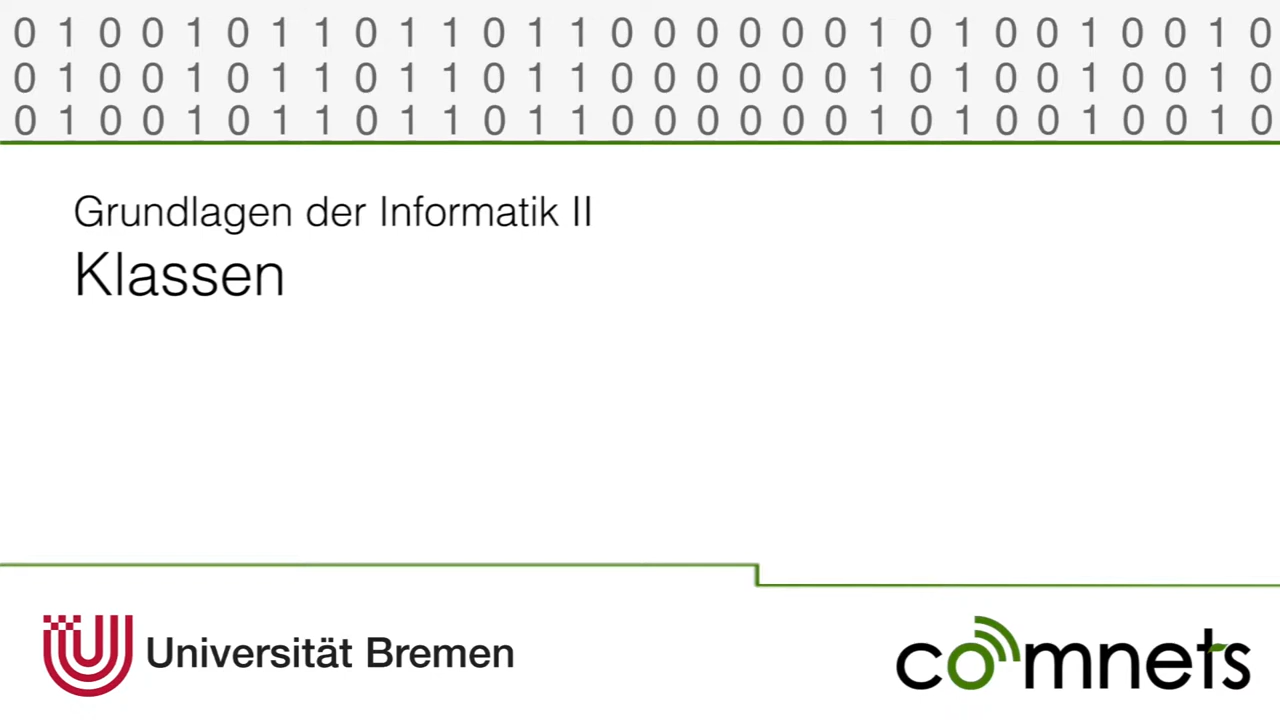 0 1 0 0 1 0 1 1 0 1 1 0 1 1 0 0 0 0 0 0 1 0 1 0 0 1 0 0 1 0
0 1 0 0 1 0 1 1 0 1 1 0 1 1 0 0 0 0 0 0 1 0 1 0 0 1 0 0 1 0
0 1 0 0 1 0 1 1 0 1 1 0 1 1 0 0 0 0 0 0 1 0 1 0 0 1 0 0 1 0
Grundlagen der Informatik II
Klassen
Universität Bremen
comnets